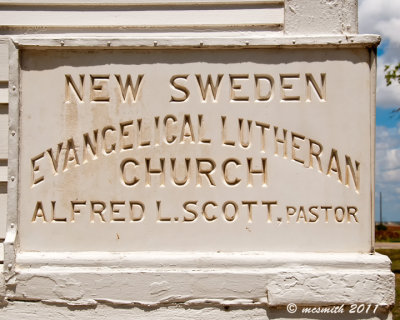 NEW SWEDEN
EVANGELICAL LUTHERAN
CHURCH
ALFRED L. SCOTT, PASTOR
© mcsmith 2011